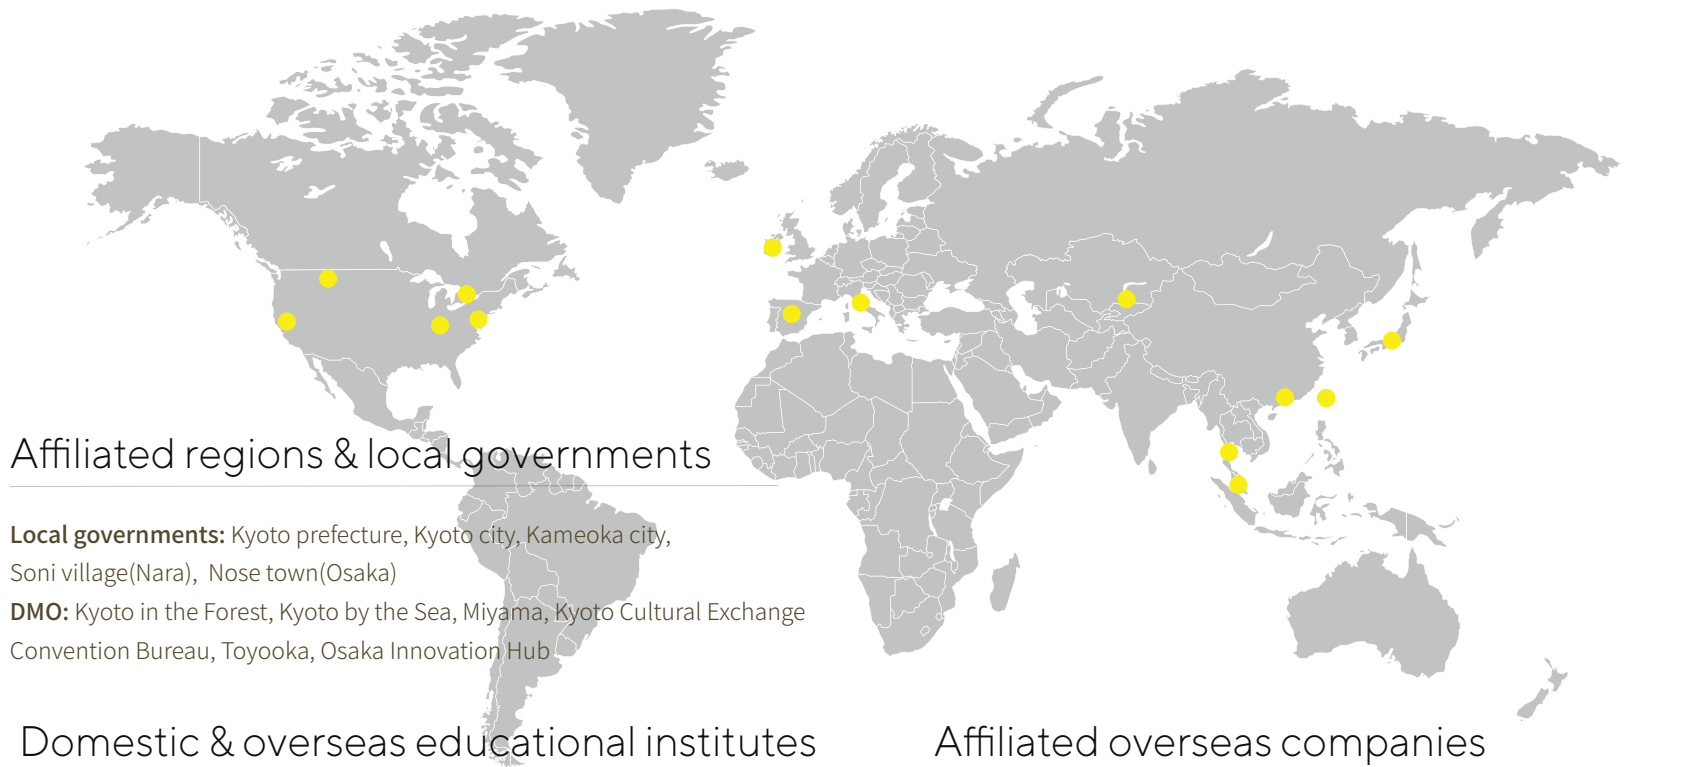 Affiliated regions & local governments
Local governments: Kyoto prefecture, Kyoto city, Kameoka city,
Soni village(Nara),  Nose town(Osaka)
DMO: Kyoto in the Forest, Kyoto by the Sea, Miyama, Kyoto Cultural Exchange
Convention Bureau, Toyooka, Osaka Innovation Hub
Domestic & overseas educational institutes
Affiliated overseas companies